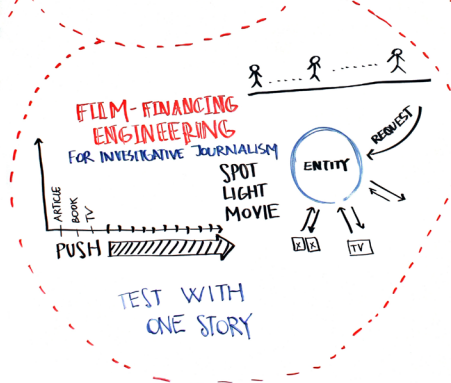 FILM-FINANCING
ENGINEERING
FOR INVESTIGATIVE JOURNALISM
REQUEST
ENTITY
SPOT
LIGHT
MOVIE
ARTICLE
BOOK
TV
PUSH
X X
TV
TEST WITH
ONE STORY